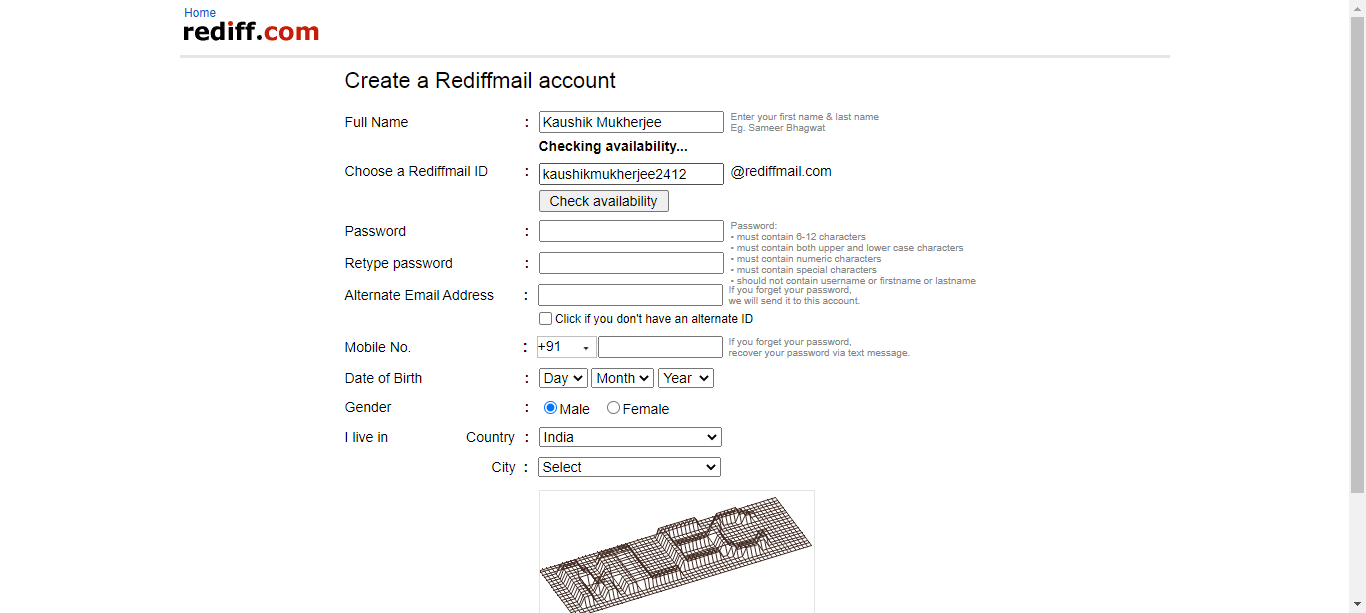 Home
rediff.com
Create a Rediffmail account
Full Name : Kaushik Mukherjee Enter your first name & last name
Eg. Sameer Bhagwat
Checking availability...
Choose a Rediffmail ID : kaushikmukherjee2412 @rediffmail.com
Check availability
Password : Password:
- must contain 6-12 characters
- must contain both upper and lower case characters
- must contain numeric characters
Retype password :
- must contain special characters
- should not contain username or firstname or lastname
Alternate Email Address : If you forget your password,
we will send it to this account.
Click if you don't have an alternate ID
Mobile No. : +91 If you forget your password,
recover your password via text message.
Date of Birth : Day Month Year
Gender : Male Female
I live in Country : India
City : Select